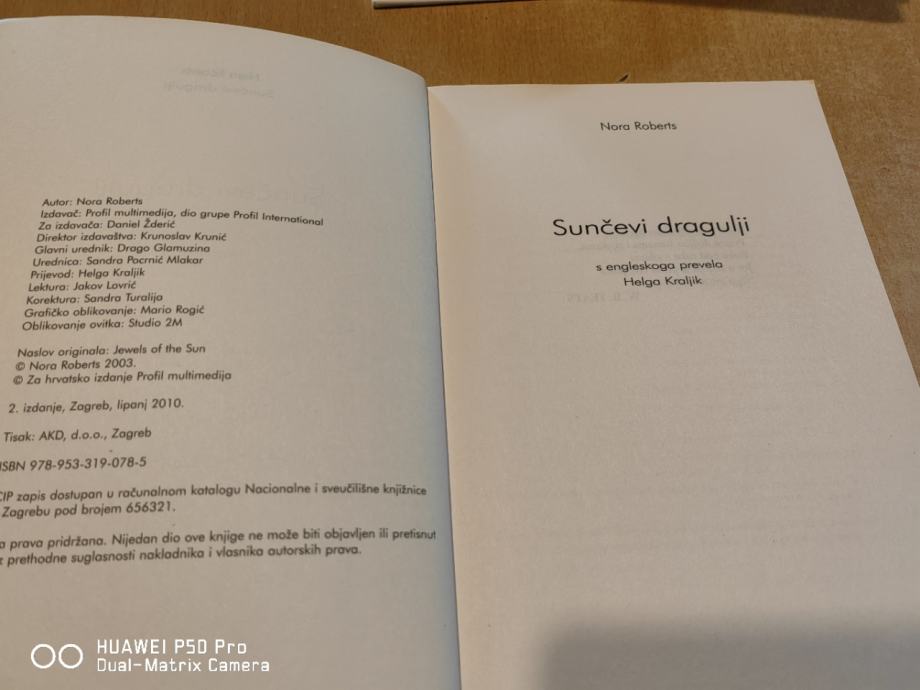 Autor: Nora Roberts
Izdavač: Profil multimedija, dio grupe Profil International
Za izdavača: Daniel Žderić
Direktor izdavaštva: Krunoslav Krunić
Glavni urednik: Drago Glamuzina
Urednica: Sandra Pocrnić Mlakar
Prijevod: Helga Kraljik
Lektura: Jakov Lovrić
Korektura: Sandra Turalija
Grafičko oblikovanje: Mario Rogić
Oblikovanje ovitka: Studio 2M
Naslov originala: Jewels of the Sun
© Nora Roberts 2003.
© Za hrvatsko izdanje Profil multimedija
2. izdanje, Zagreb, lipanj 2010.
Tisak: AKD, d.o.o., Zagreb
ISBN 978-953-319-078-5
CIP zapis dostupan u računalnom katalogu Nacionalne i sveučilišne knjižnice
Zagrebu pod brojem 656321.
a prava pridržana. Nijedan dio ove knjige ne može biti objavljen ili pretisnut
z prethodne suglasnosti nakladnika i vlasnika autorskih prava.
Nora Roberts
Sunčevi dragulji
s engleskoga prevela
Helga Kraljik
HUAWEI P50 Pro
Dual-Matrix Camera